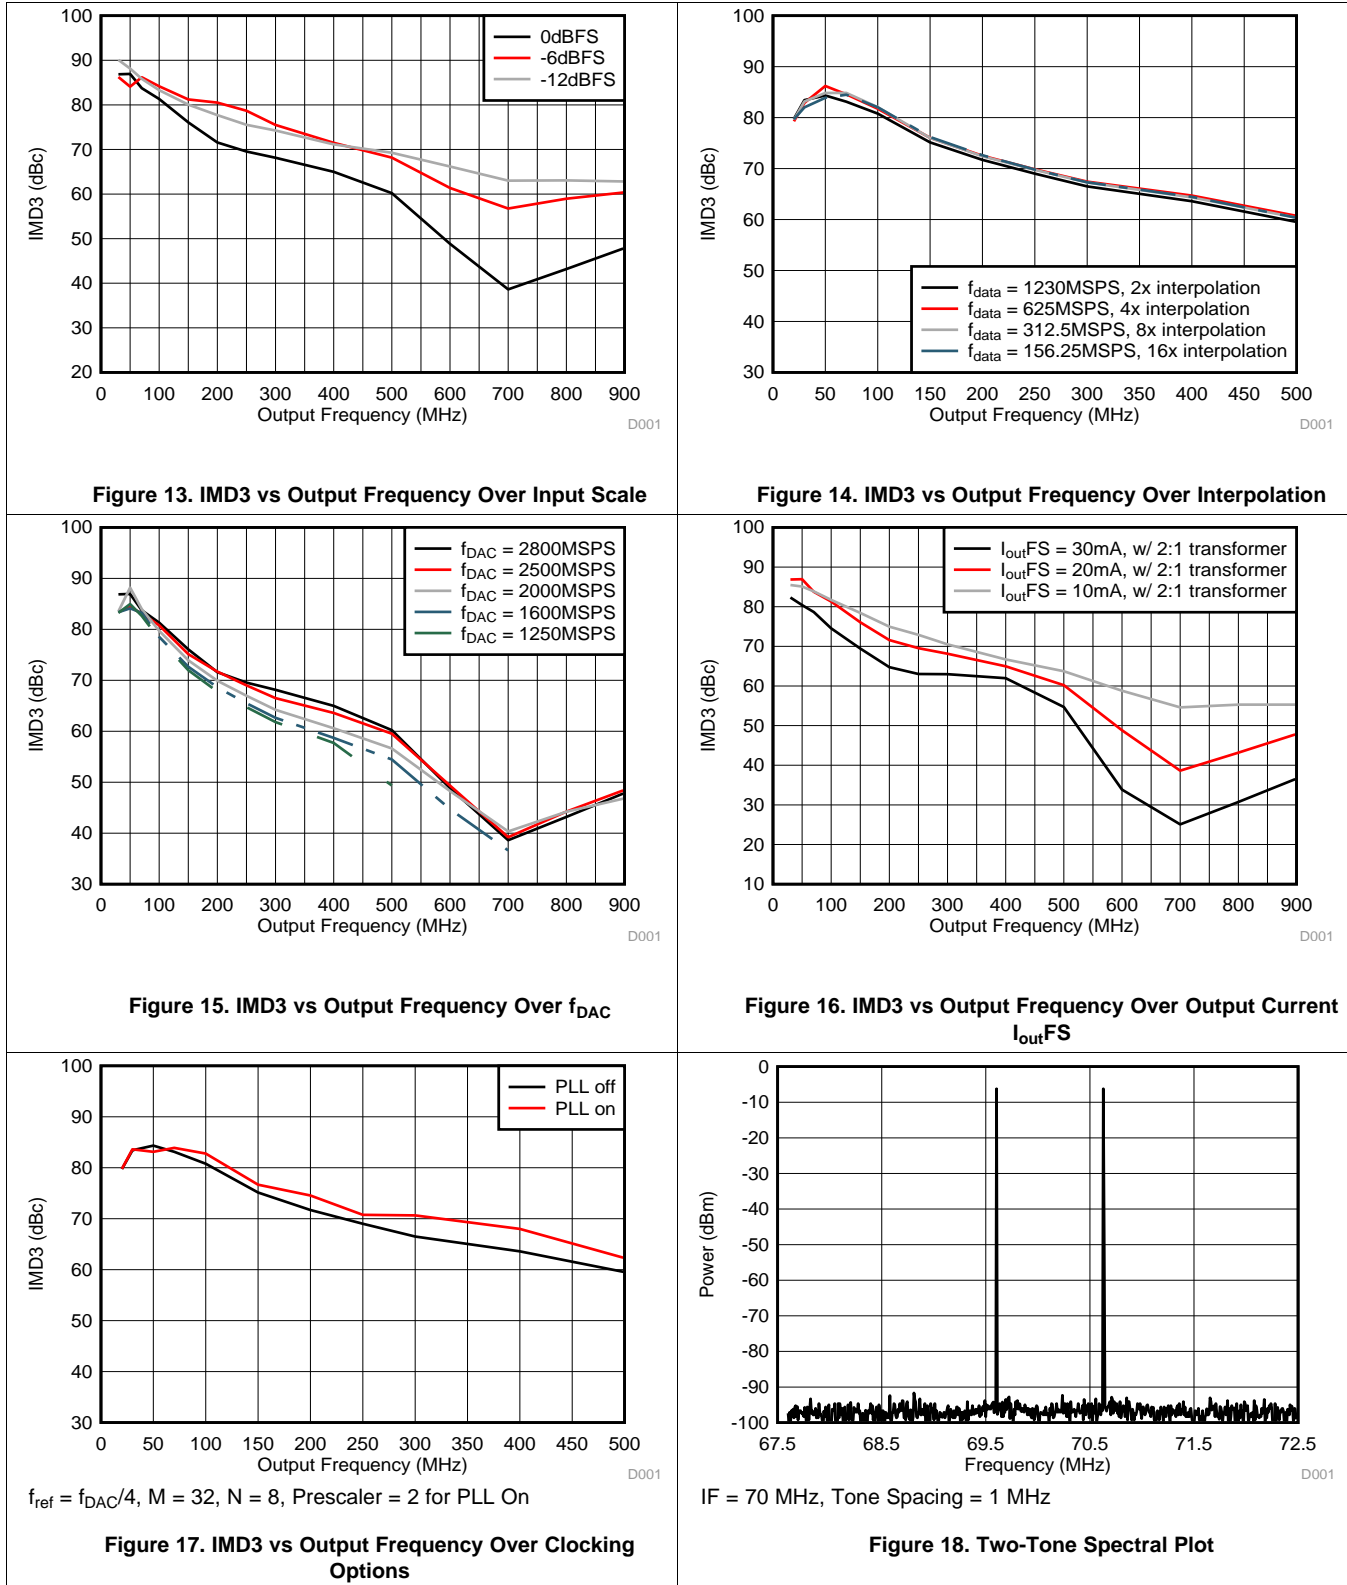 100
90
80
70
60
50
40
30
20
IMD3 (dBc)
0dBFS
-6dBFS
-12dBFS
0 100 200 300 400 500 600 700 800 900
Output Frequency (MHz)
D001
Figure 13. IMD3 vs Output Frequency Over Input Scale
100
90
80
70
60
50
40
30
IMD3 (dBc)
fdata = 1230MSPS, 2x interpolation
fdata = 625MSPS, 4x interpolation
fdata = 312.5MSPS, 8x interpolation
fdata = 156.25MSPS, 16x interpolation
0 50 100 150 200 250 300 350 400 450 500
Output Frequency (MHz)
D001
Figure 14. IMD3 vs Output Frequency Over Interpolation
100
90
80
70
60
50
40
30
IMD3 (dBc)
fDAC = 2800MSPS
fDAC = 2500MSPS
fDAC = 2000MSPS
fDAC = 1600MSPS
fDAC = 1250MSPS
0 100 200 300 400 500 600 700 800 900
Output Frequency (MHz)
D001
Figure 15. IMD3 vs Output Frequency Over fDAC
100
90
80
70
60
50
40
30
20
10
IMD3 (dBc)
IoutFS = 30mA, w/ 2:1 transformer
IoutFS = 20mA, w/ 2:1 transformer
IoutFS = 10mA, w/ 2:1 transformer
0 100 200 300 400 500 600 700 800 900
Output Frequency (MHz)
D001
Figure 16. IMD3 vs Output Frequency Over Output Current
IoutFS
100
90
80
70
60
50
40
30
IMD3 (dBc)
PLL off
PLL on
0 50 100 150 200 250 300 350 400 450 500
Output Frequency (MHz)
D001
fref = fDAC/4, M = 32, N = 8, Prescaler = 2 for PLL On
Figure 17. IMD3 vs Output Frequency Over Clocking
Options
0
-10
-20
-30
-40
-50
-60
-70
-80
-90
-100
Power (dBm)
67.5 68.5 69.5 70.5 71.5 72.5
Frequency (MHz)
D001
IF = 70 MHz, Tone Spacing = 1 MHz
Figure 18. Two-Tone Spectral Plot